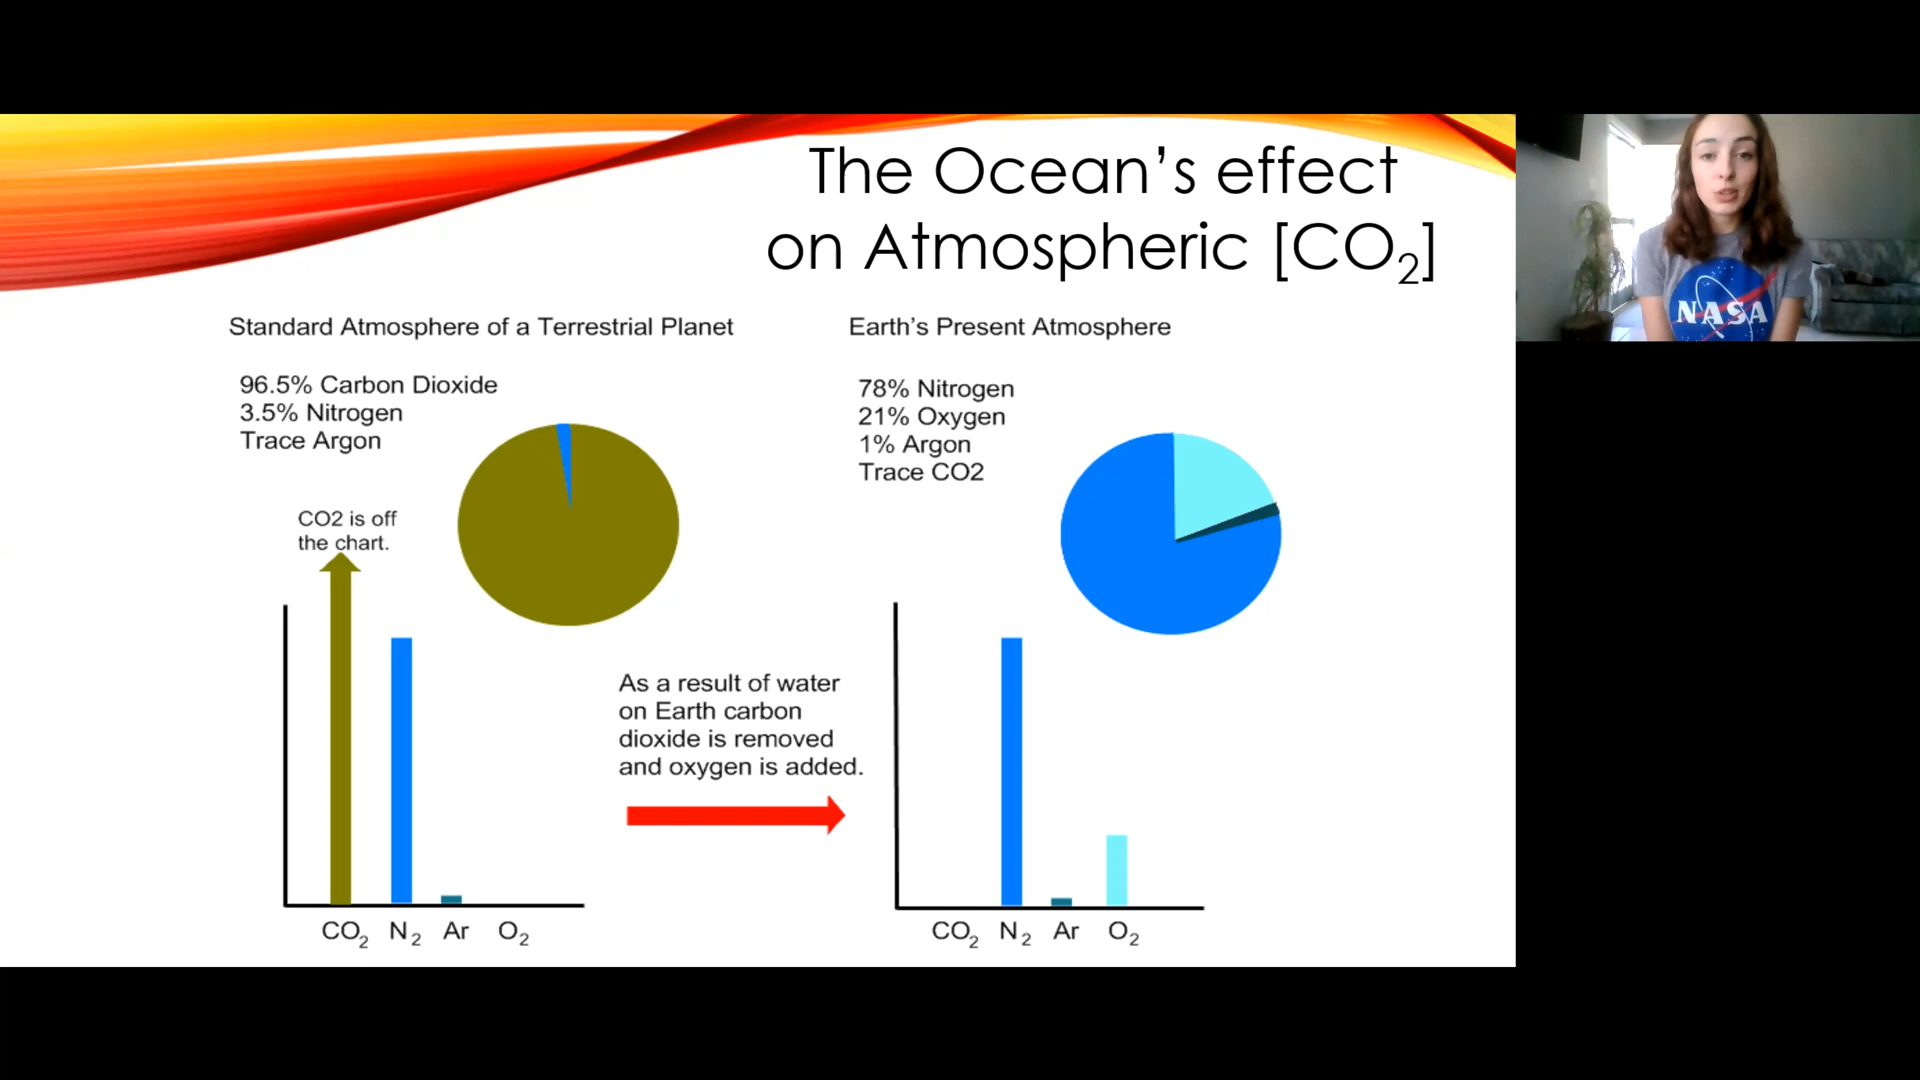 The Ocean’s effect
on Atmospheric [CO₂]
Standard Atmosphere of a Terrestrial Planet
96.5% Carbon Dioxide
3.5% Nitrogen
Trace Argon
CO2 is off
the chart.
CO₂ N₂ Ar O₂
As a result of water
on Earth carbon
dioxide is removed
and oxygen is added.
Earth’s Present Atmosphere
78% Nitrogen
21% Oxygen
1% Argon
Trace CO2
CO₂ N₂ Ar O₂
NASA